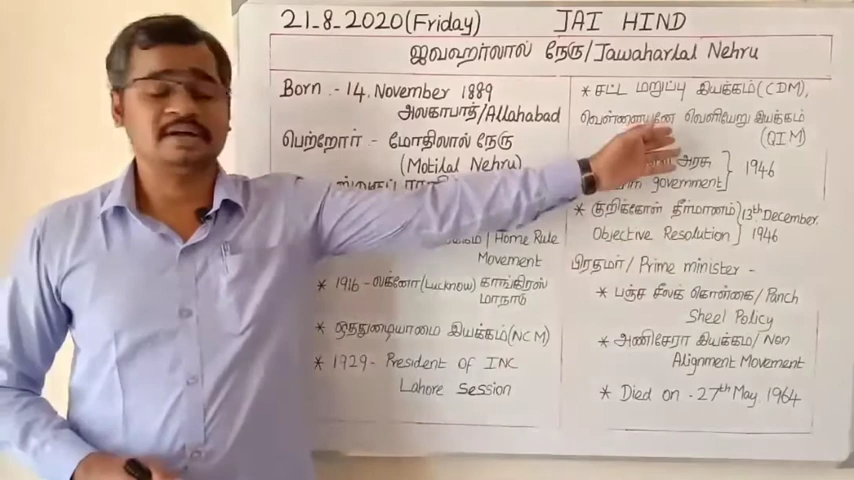 21-8-2020(Friday) JAI HIND
ஜவஹர்லால் நேரு/Jawaharlal Nehru
Born - 14. November 1889
அலகாபாத்/Allahabad
பெற்றோர் - மோதிலால் நேரு
(Motilal Nehru)
| Home Rule
Movement
* 1916 - லக்னோ(Lucknow) காங்கிரஸ்
மாநாடு
* ஒத்துழையாமை இயக்கம்(NCM)
* 1929 - President of INC
Lahore Session
* சட்ட மறுப்பு இயக்கம்(CDM),
வெளியேறு இயக்கம்
(QIM)
அரசு } 1946
government
* குறிக்கோள் தீர்மானம் } 13th December,
Objective Resolution 1946
பிரதமர்/Prime minister -
* பஞ்ச சீலக் கொள்கை/Panch
Sheel Policy
* அணிசேரா இயக்கம்/Non
Alignment Movement
* Died on - 27th May. 1964